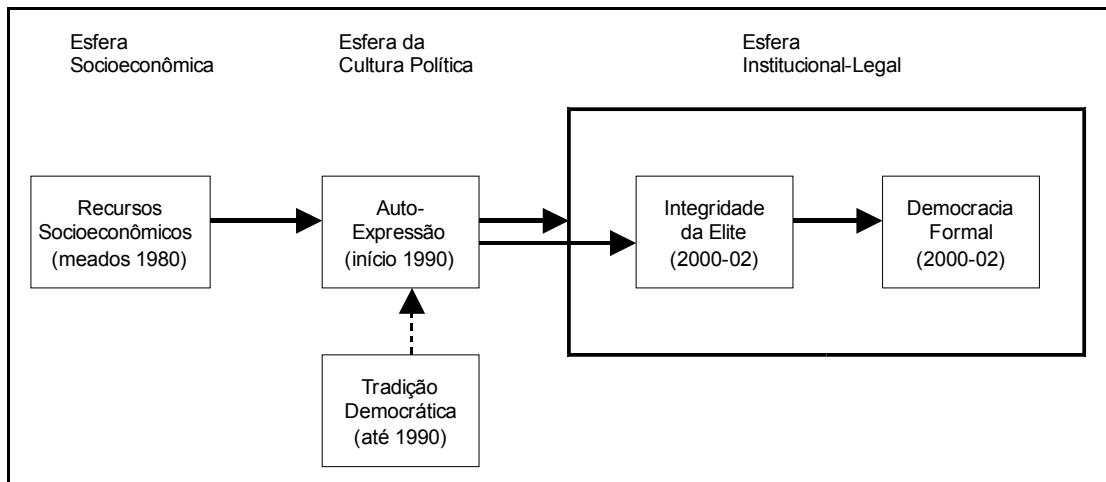 Esfera
Socioeconômica
Esfera da
Cultura Política
Esfera
Institucional-Legal
Recursos
Socioeconômicos
(meados 1980)
Auto-
Expressão
(início 1990)
Integridade
da Elite
(2000-02)
Democracia
Formal
(2000-02)
Tradição
Democrática
(até 1990)